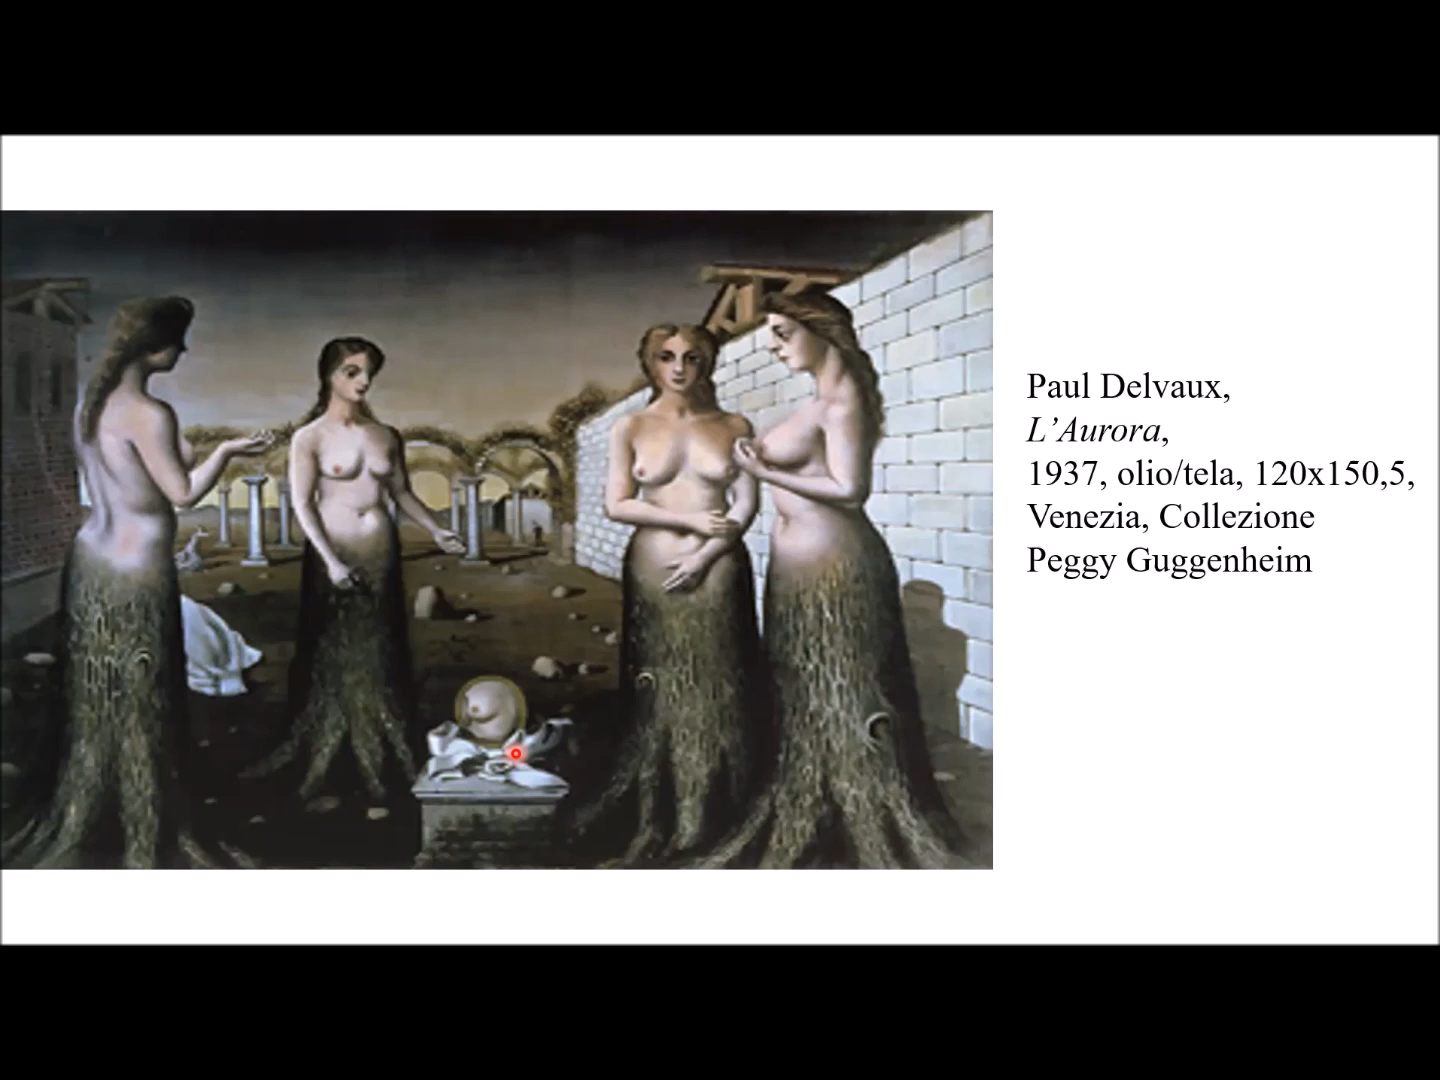 Paul Delvaux,
L’Aurora,
1937, olio/tela, 120x150,5,
Venezia, Collezione
Peggy Guggenheim